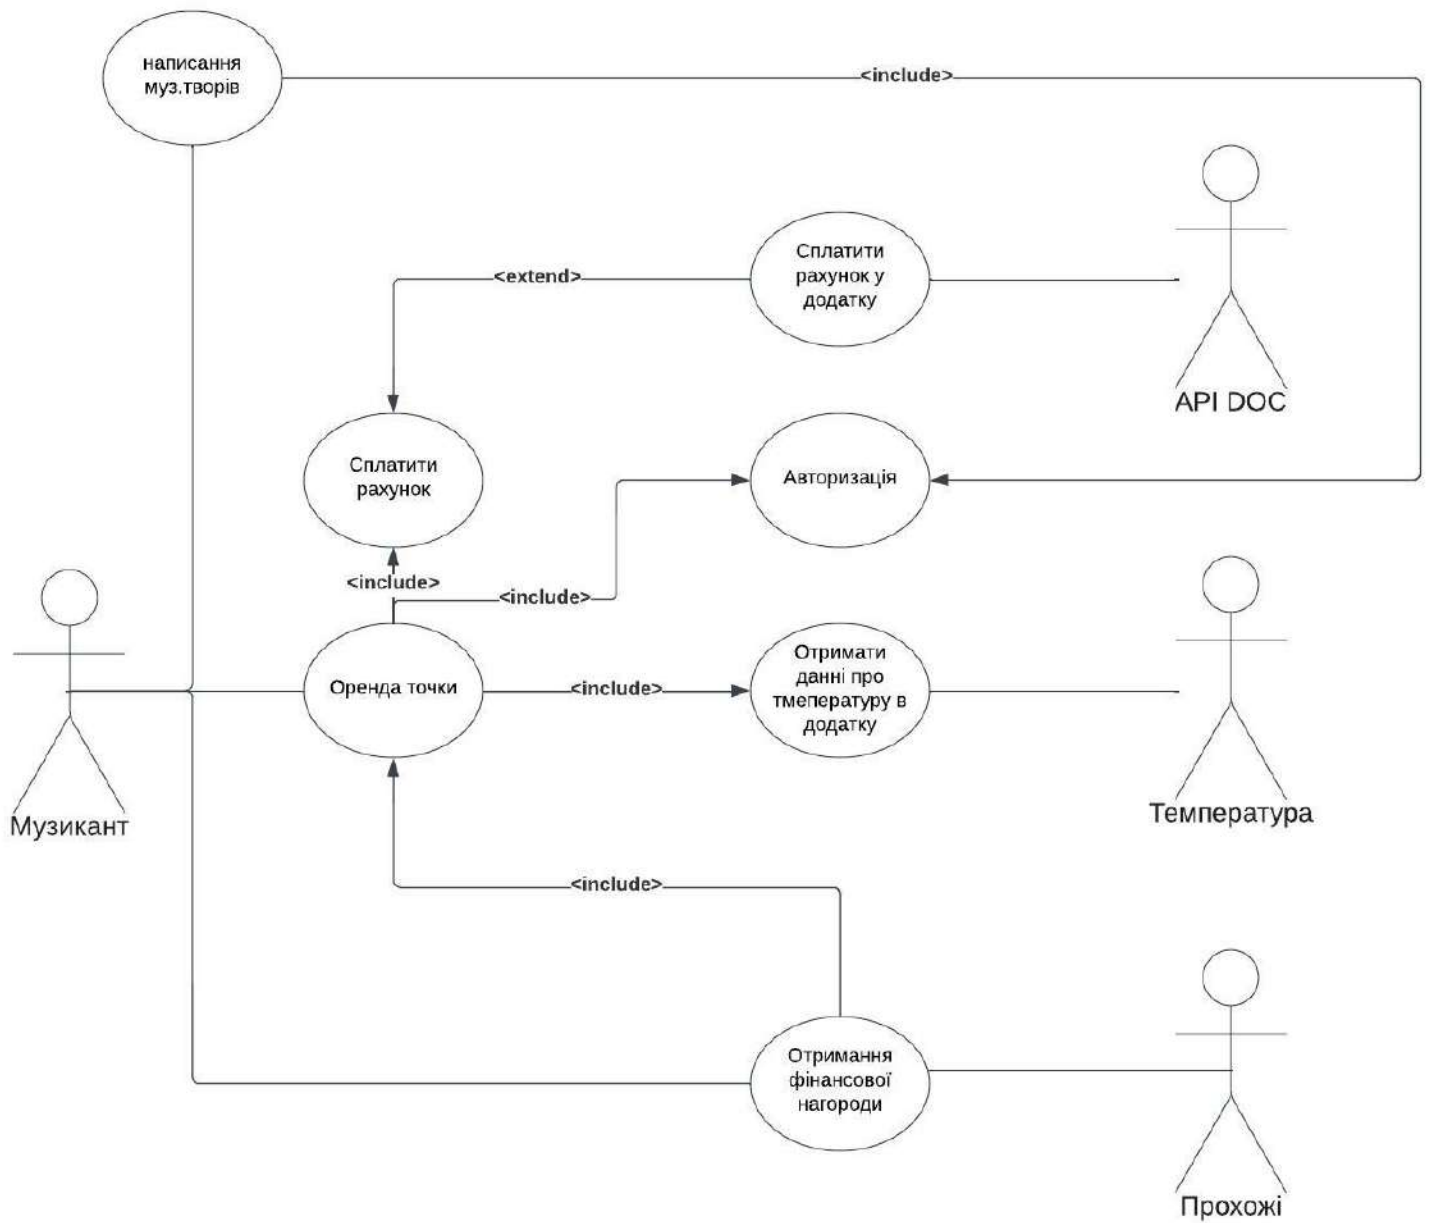 написання
муз.творів
<include>
Сплатити
рахунок у
додатку
<extend>
API DOC
Сплатити
рахунок
Авторизація
<include>
<include>
Оренда точки
<include>
Отримати
данні про
тмепературу в
додатку
Музикант
Температура
<include>
Отримання
фінансової
нагороди
Прохожі